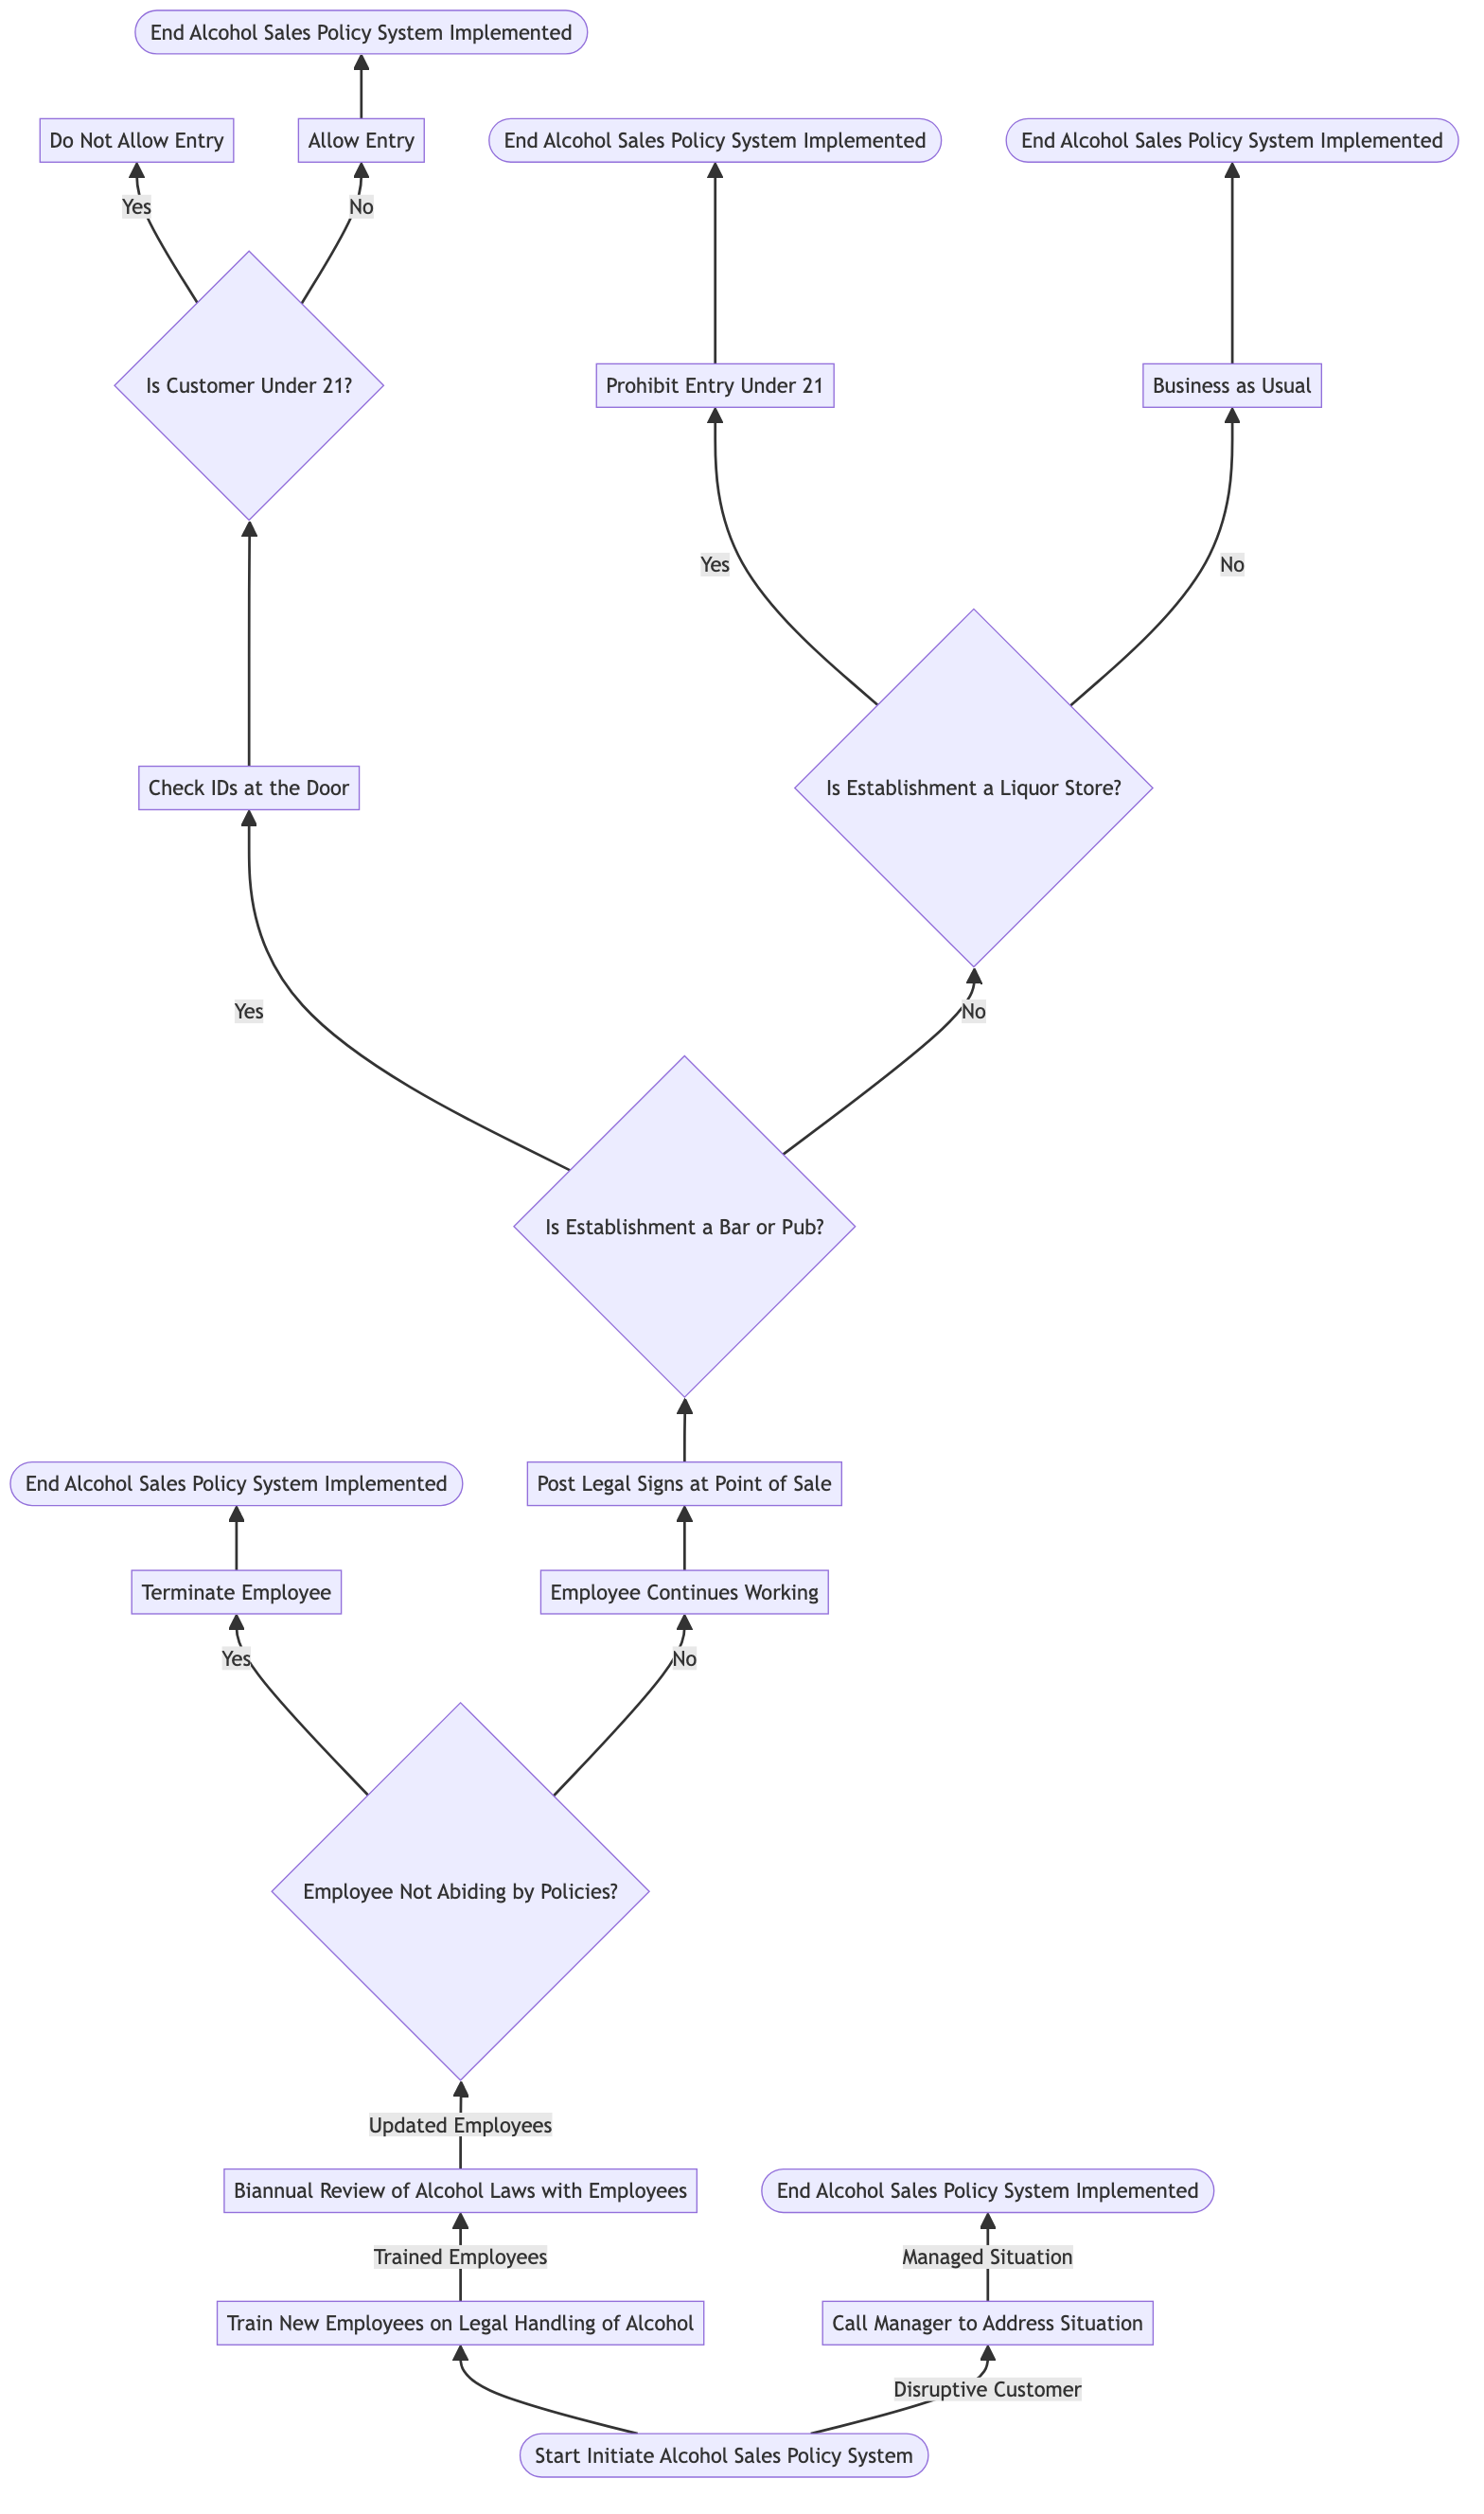 End Alcohol Sales Policy System Implemented
Do Not Allow Entry
Allow Entry
End Alcohol Sales Policy System Implemented
End Alcohol Sales Policy System Implemented
Yes
No
Is Customer Under 21?
Prohibit Entry Under 21
Business as Usual
Yes
No
Check IDs at the Door
Is Establishment a Liquor Store?
Yes
No
Is Establishment a Bar or Pub?
End Alcohol Sales Policy System Implemented
Post Legal Signs at Point of Sale
Terminate Employee
Employee Continues Working
Yes
No
Employee Not Abiding by Policies?
Updated Employees
Biannual Review of Alcohol Laws with Employees
End Alcohol Sales Policy System Implemented
Trained Employees
Managed Situation
Train New Employees on Legal Handling of Alcohol
Call Manager to Address Situation
Disruptive Customer
Start Initiate Alcohol Sales Policy System